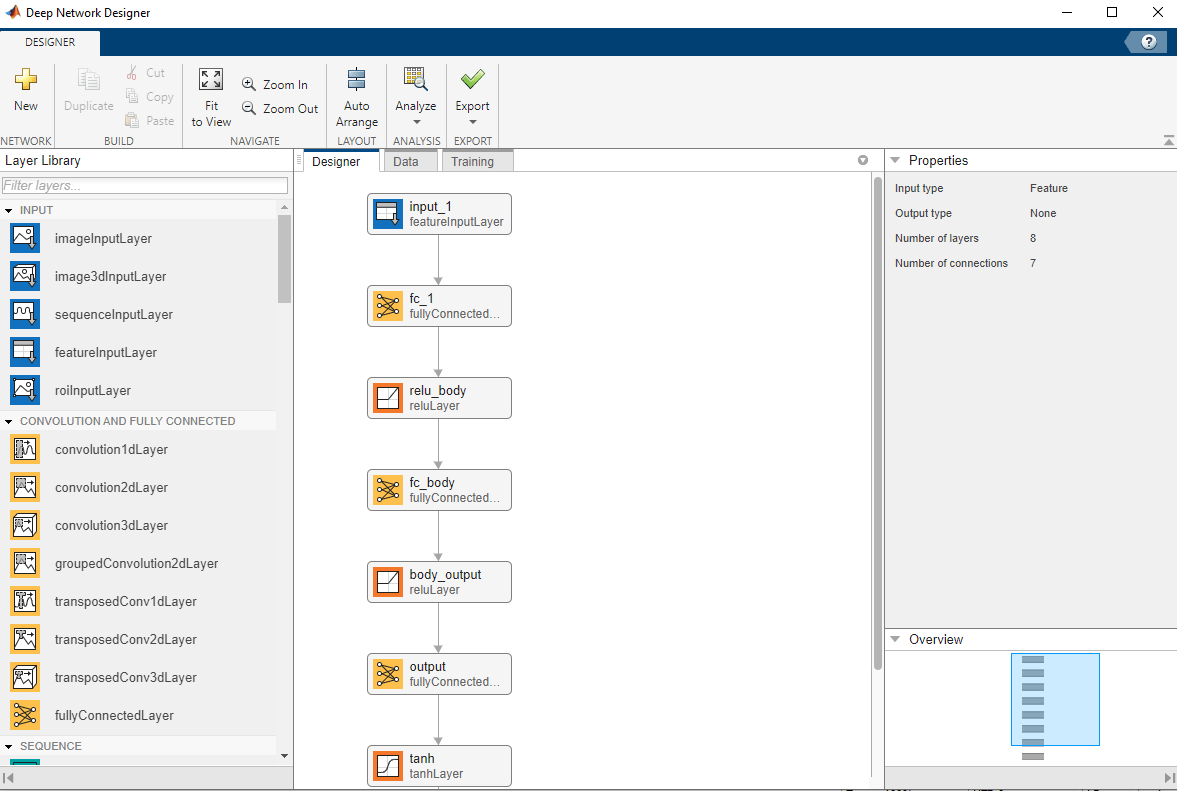 Deep Network Designer
DESIGNER
?
New
Duplicate
Cut
Copy
Paste
Fit
to View
Zoom In
Zoom Out
Auto
Arrange
Analyze
Export
NETWORK
BUILD
NAVIGATE
LAYOUT
ANALYSIS
EXPORT
Layer Library
Filter layers...
INPUT
imageInputLayer
image3dInputLayer
sequenceInputLayer
featureInputLayer
roiInputLayer
CONVOLUTION AND FULLY CONNECTED
convolution1dLayer
convolution2dLayer
convolution3dLayer
groupedConvolution2dLayer
transposedConv1dLayer
transposedConv2dLayer
transposedConv3dLayer
fullyConnectedLayer
SEQUENCE
Designer
Data
Training
input_1
featureInputLayer
fc_1
fullyConnected...
relu_body
reluLayer
fc_body
fullyConnected...
body_output
reluLayer
output
fullyConnected...
tanh
tanhLayer
Properties
Input type Feature
Output type None
Number of layers 8
Number of connections 7
Overview